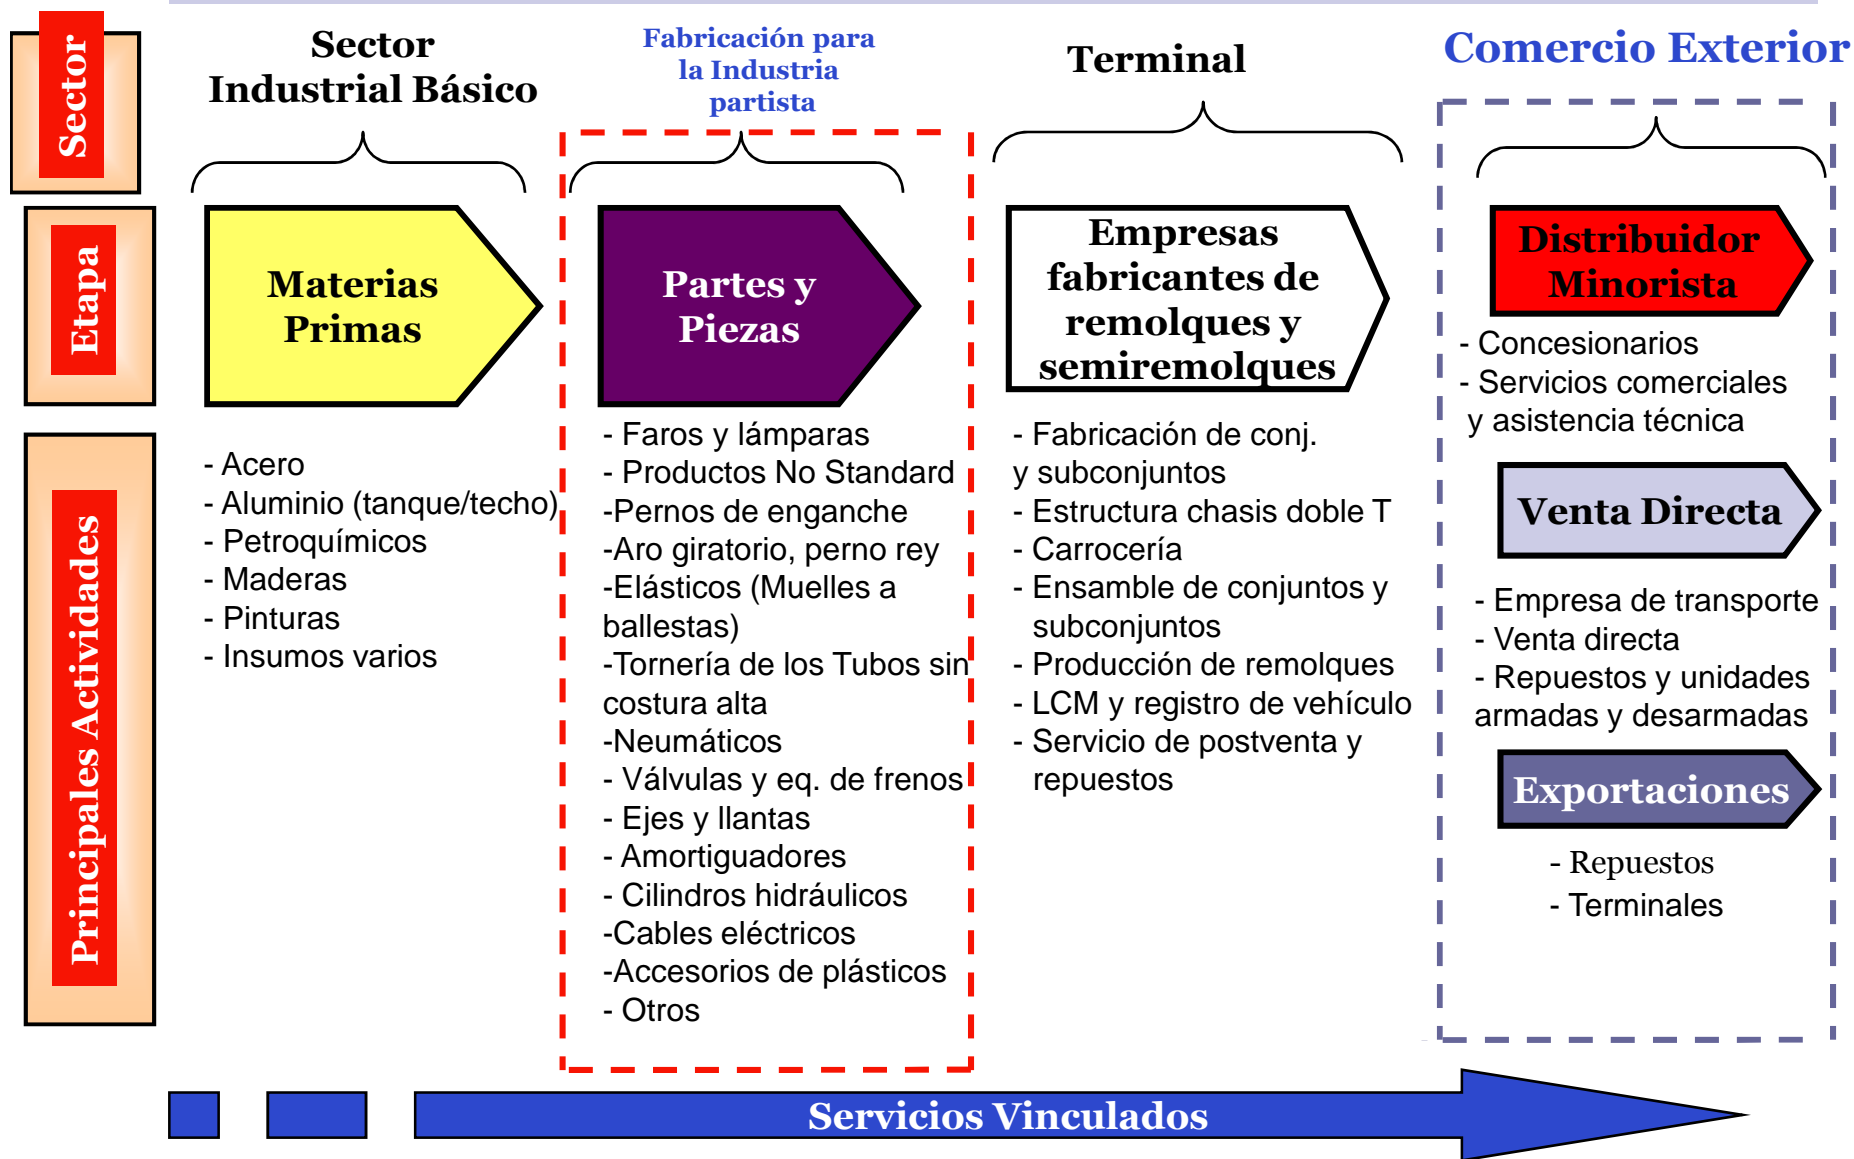 Sector
Sector
Industrial Básico
Fabricación para
la Industria
partista
Terminal
Comercio Exterior
Etapa
Materias
Primas
Partes y
Piezas
Empresas
fabricantes de
remolques y
semiremolques
Distribuidor
Minorista
- Concesionarios
- Servicios comerciales
y asistencia técnica
Venta Directa
- Empresa de transporte
- Venta directa
- Repuestos y unidades
armadas y desarmadas
Exportaciones
- Repuestos
- Terminales
Principales Actividades
- Acero
- Aluminio (tanque/techo)
- Petroquímicos
- Maderas
- Pinturas
- Insumos varios
- Faros y lámparas
- Productos No Standard
-Pernos de enganche
-Aro giratorio, perno rey
-Elásticos (Muelles a
ballestas)
-Tornería de los Tubos sin
costura alta
-Neumáticos
- Válvulas y eq. de frenos
- Ejes y llantas
- Amortiguadores
- Cilindros hidráulicos
-Cables eléctricos
-Accesorios de plásticos
- Otros
- Fabricación de conj.
y subconjuntos
- Estructura chasis doble T
- Carrocería
- Ensamble de conjuntos y
subconjuntos
- Producción de remolques
- LCM y registro de vehículo
- Servicio de postventa y
repuestos
Servicios Vinculados